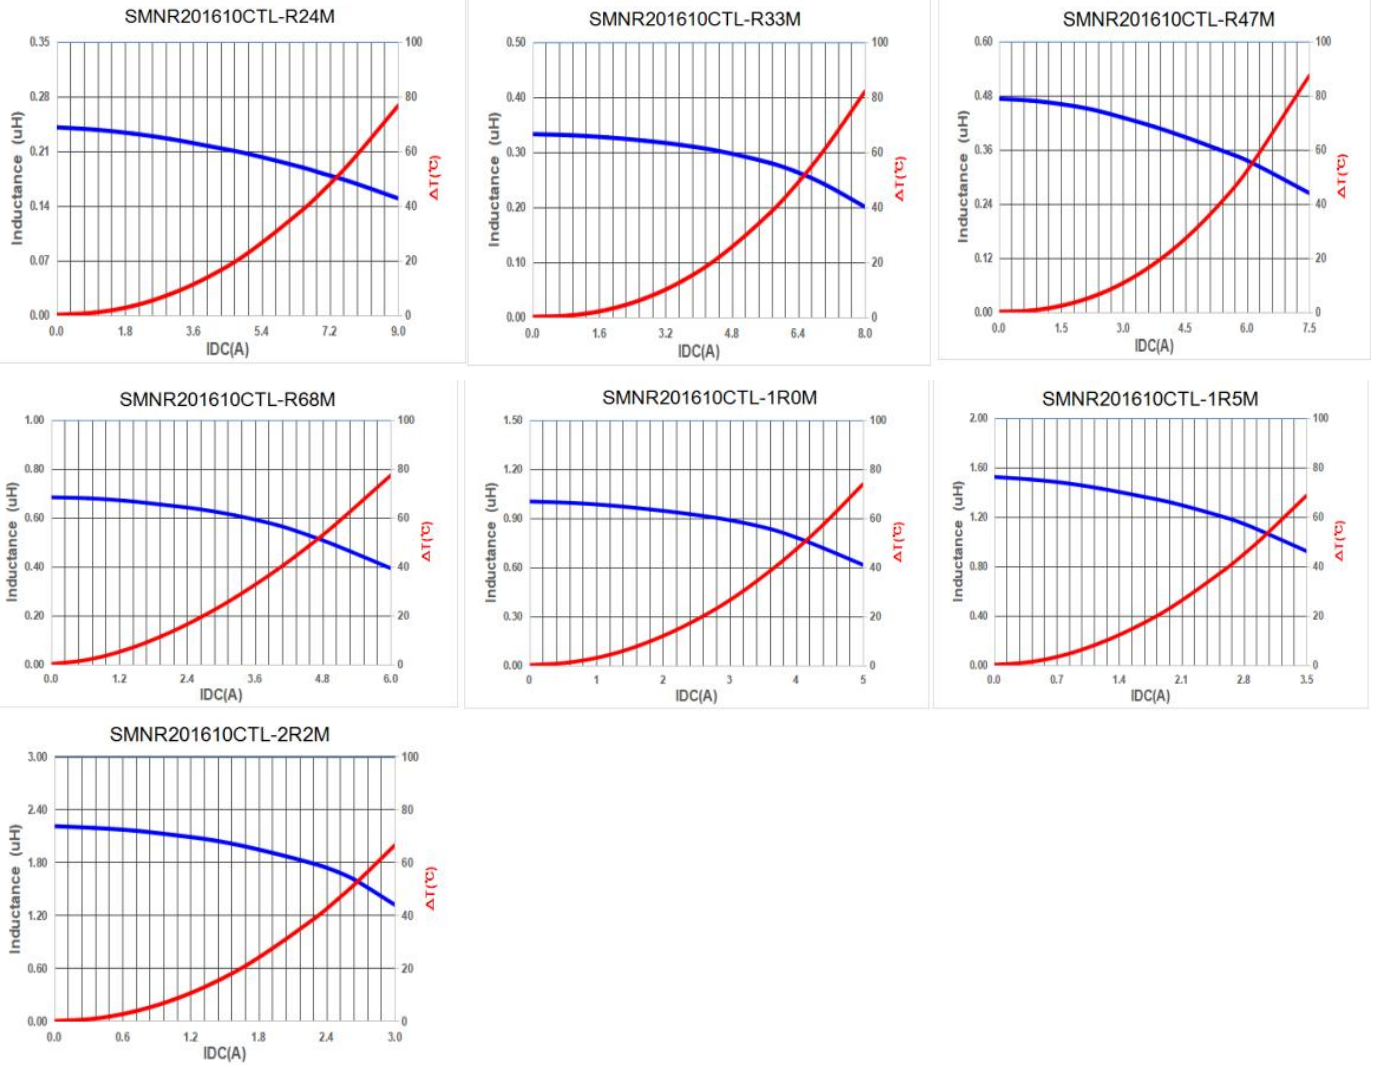 SMNR201610CTL-R24M
Inductance (uH)
0.35
0.28
0.21
0.14
0.07
0.00
100
80
60
40
20
0
△T(℃)
0.0 1.8 3.6 5.4 7.2 9.0
IDC(A)
SMNR201610CTL-R33M
Inductance (uH)
0.50
0.40
0.30
0.20
0.10
0.00
100
80
60
40
20
0
△T(℃)
0.0 1.6 3.2 4.8 6.4 8.0
IDC(A)
SMNR201610CTL-R47M
Inductance (uH)
0.60
0.48
0.36
0.24
0.12
0.00
100
80
60
40
20
0
△T(℃)
0.0 1.5 3.0 4.5 6.0 7.5
IDC(A)
SMNR201610CTL-R68M
Inductance (uH)
1.00
0.80
0.60
0.40
0.20
0.00
100
80
60
40
20
0
△T(℃)
0.0 1.2 2.4 3.6 4.8 6.0
IDC(A)
SMNR201610CTL-1R0M
Inductance (uH)
1.50
1.20
0.90
0.60
0.30
0.00
100
80
60
40
20
0
△T(℃)
0 1 2 3 4 5
IDC(A)
SMNR201610CTL-1R5M
Inductance (uH)
2.00
1.60
1.20
0.80
0.40
0.00
100
80
60
40
20
0
△T(℃)
0.0 0.7 1.4 2.1 2.8 3.5
IDC(A)
SMNR201610CTL-2R2M
Inductance (uH)
3.00
2.40
1.80
1.20
0.60
0.00
100
80
60
40
20
0
△T(℃)
0.0 0.6 1.2 1.8 2.4 3.0
IDC(A)